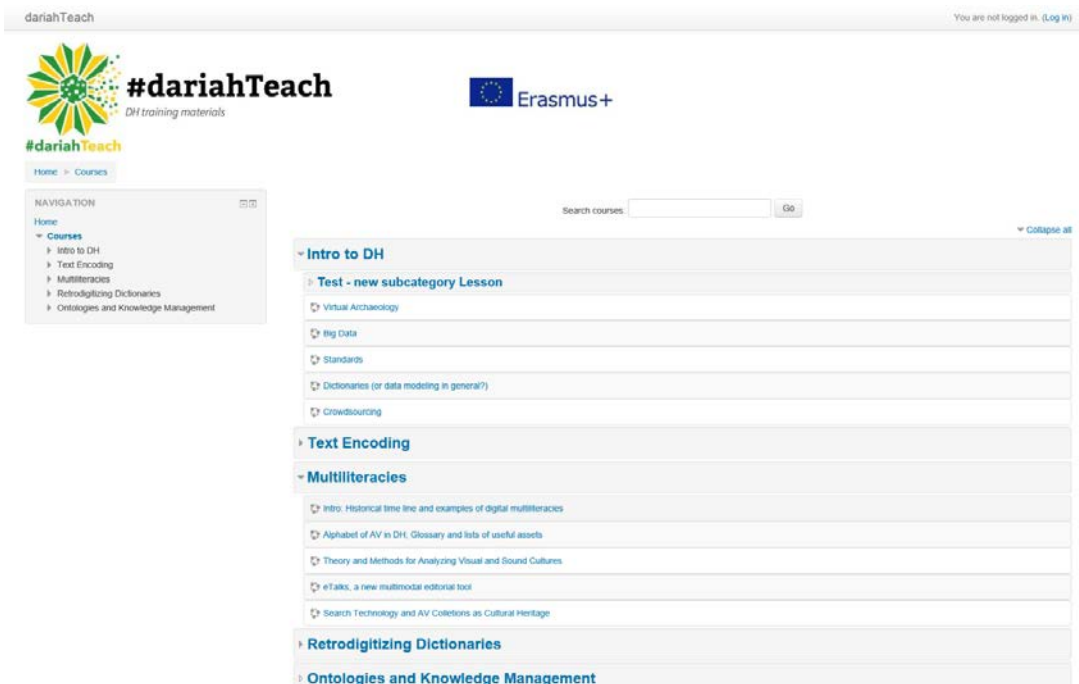 dariahTeach
You are not logged in. (Log in)
#dariahTeach
DH training materials
Erasmus+
#dariahTeach
Home Courses
NAVIGATION
Home
Courses
Intro to DH
Text Encoding
Multiliteracies
Retrodigitizing Dictionaries
Ontologies and Knowledge Management
Search courses: Go
Collapse all
Intro to DH
Test - new subcategory Lesson
Virtual Archaeology
Big Data
Standards
Dictionaries (or data modeling in general?)
Crowdsourcing
Text Encoding
Multiliteracies
Intro: Historical time line and examples of digital multiliteracies
Alphabet of AV in DH; Glossary and lists of useful assets
Theory and Methods for Analyzing Visual and Sound Cultures
eTalks, a new multimodal editorial tool
Search Technology and AV Colletions as Cultural Heritage
Retrodigitizing Dictionaries
Ontologies and Knowledge Management